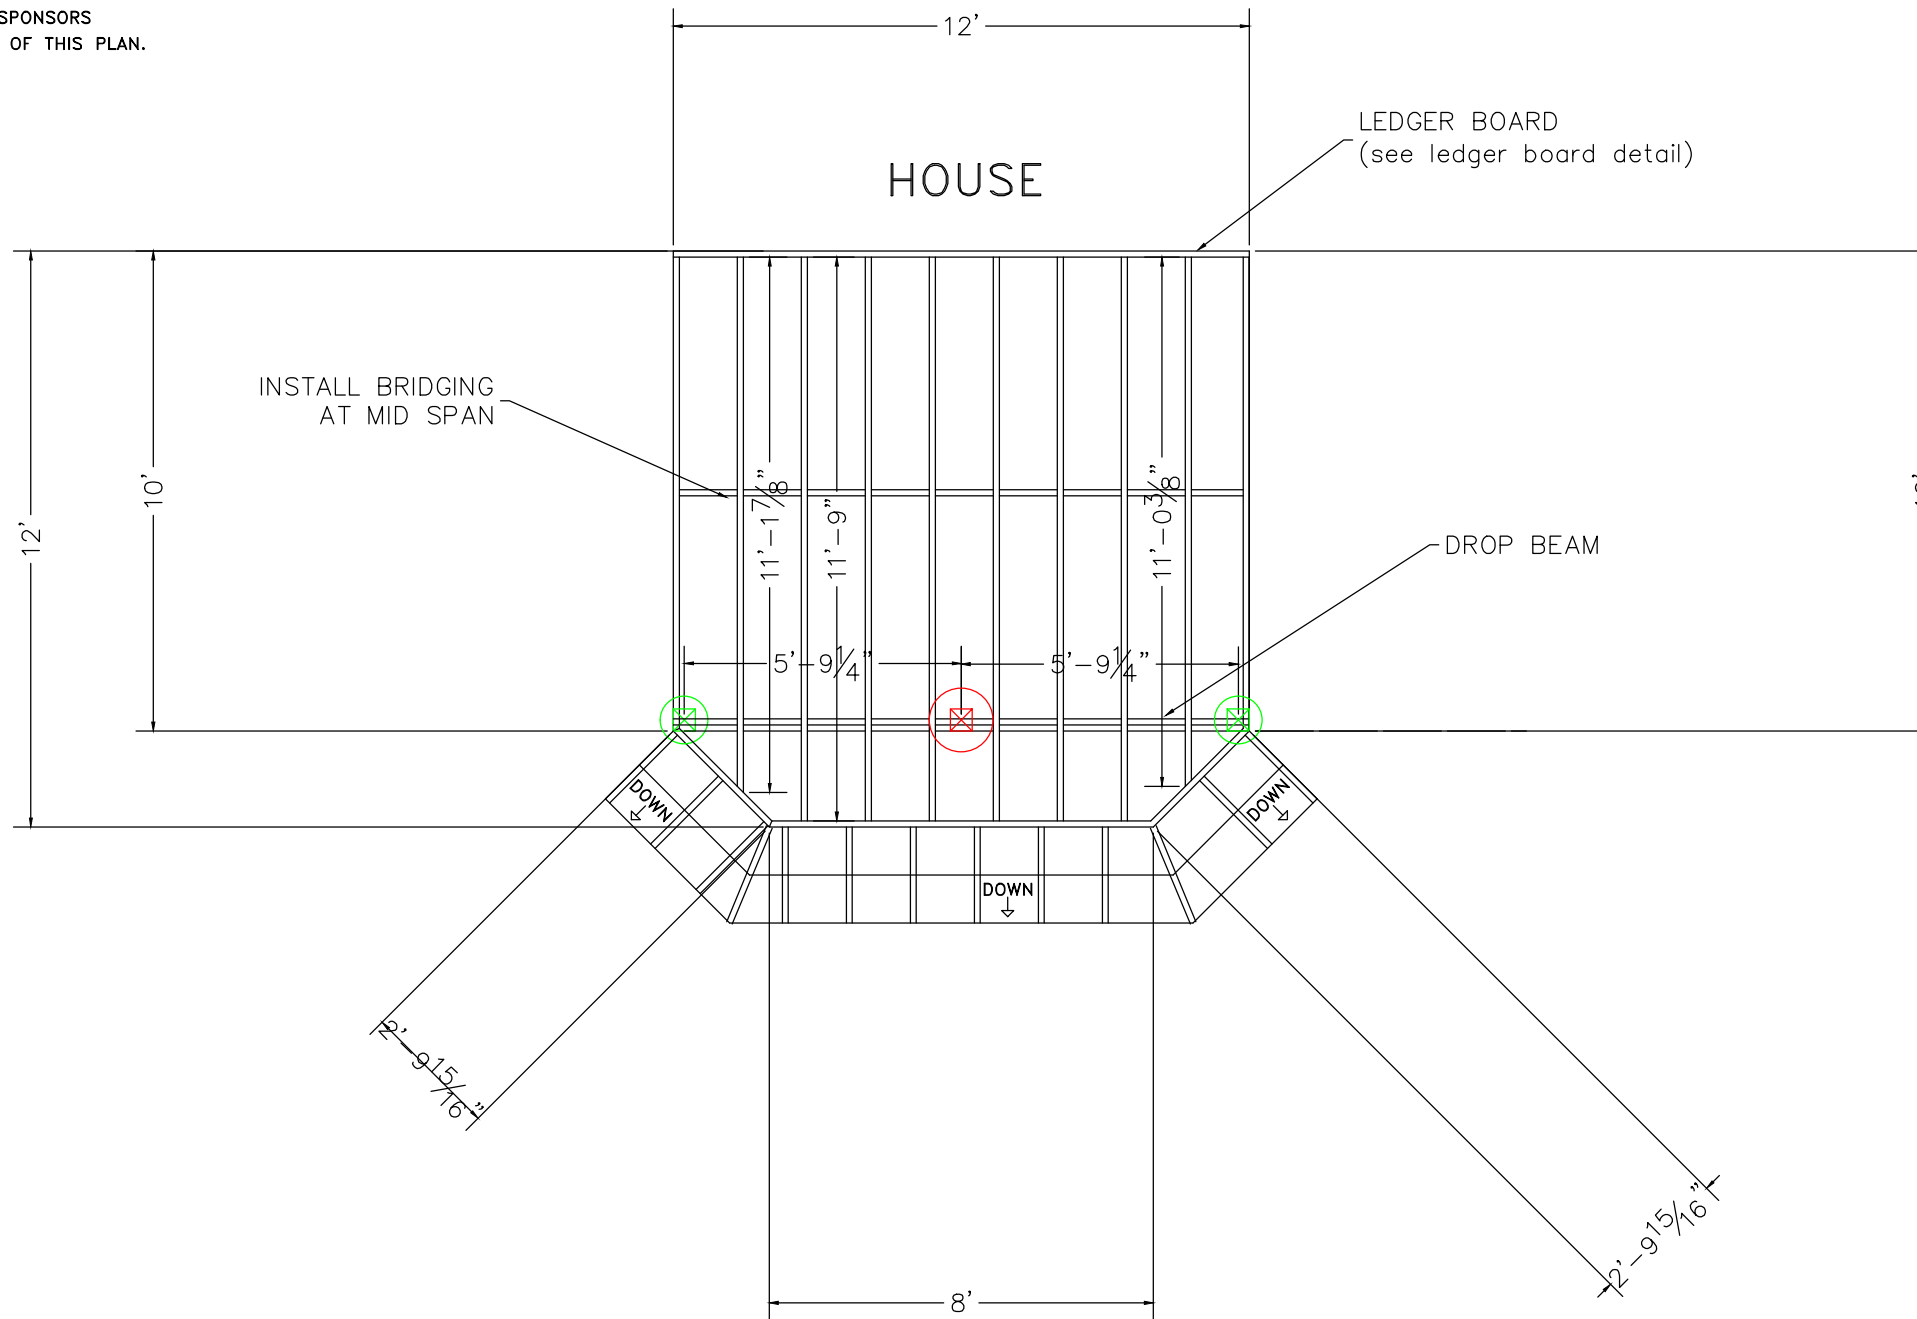 SPONSORS
OF THIS PLAN.
12'
LEDGER BOARD
(see ledger board detail)
HOUSE
INSTALL BRIDGING
AT MID SPAN
12'
10'
11'-1 7/8"
11'-9"
11'-0 3/8"
DROP BEAM
5'-9 1/4"
5'-9 1/4"
DOWN
DOWN
DOWN
2'-9 15/16"
2'-9 15/16"
8'